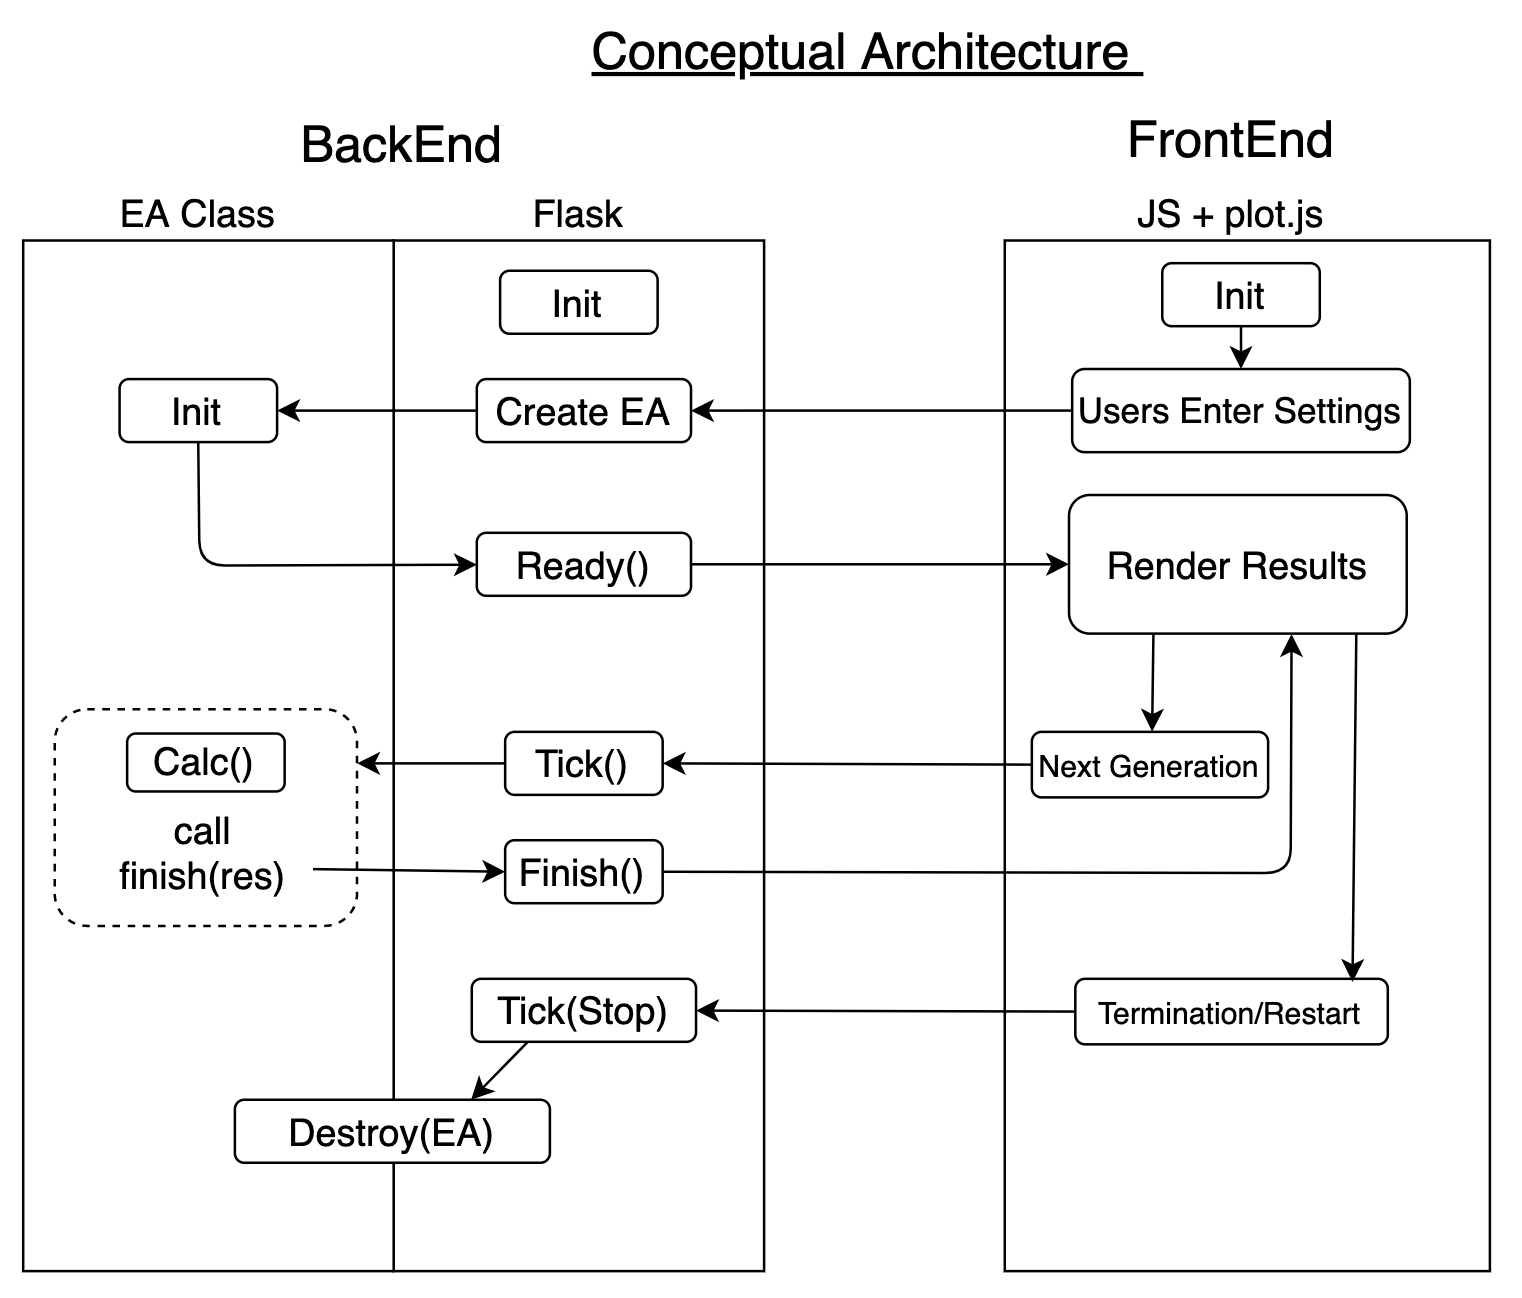 Conceptual Architecture
BackEnd
FrontEnd
EA Class
Flask
JS + plot.js
Init
Init
Init
Create EA
Users Enter Settings
Ready()
Render Results
Calc()
Tick()
Next Generation
call
finish(res)
Finish()
Tick(Stop)
Termination/Restart
Destroy(EA)